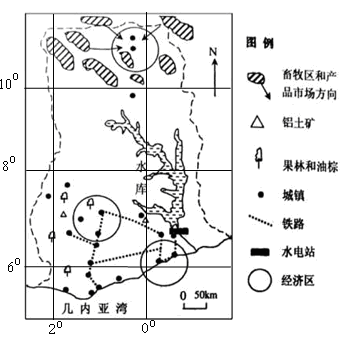 图例
N
畜牧区和产
品市场方向
10°
铝土矿
果林和油棕
8°
水
库
城镇
铁路
水电站
6°
经济区
几内亚湾
0 50km
2° 0°